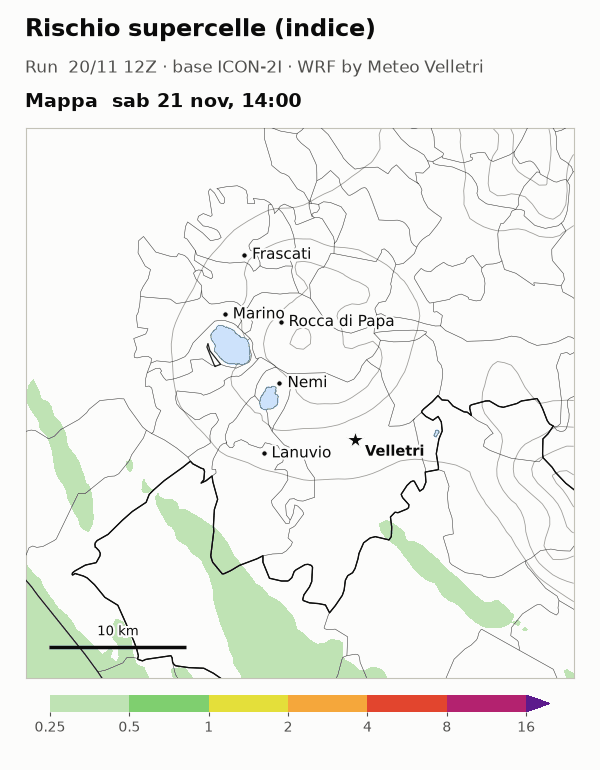 Rischio supercelle (indice)
Run  20/11 12Z · base ICON-2I · WRF by Meteo Velletri
Mappa  sab 21 nov, 14:00
Frascati
Marino
Rocca di Papa
Nemi
Velletri
Lanuvio
10 km
0.25 0.5 1 2 4 8 16